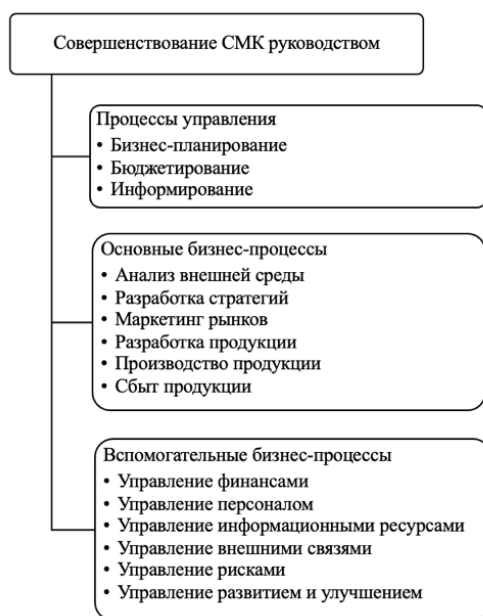 Совершенствование СМК руководством
Процессы управления
• Бизнес-планирование
• Бюджетирование
• Информирование
Основные бизнес-процессы
• Анализ внешней среды
• Разработка стратегий
• Маркетинг рынков
• Разработка продукции
• Производство продукции
• Сбыт продукции
Вспомогательные бизнес-процессы
• Управление финансами
• Управление персоналом
• Управление информационными ресурсами
• Управление внешними связями
• Управление рисками
• Управление развитием и улучшением